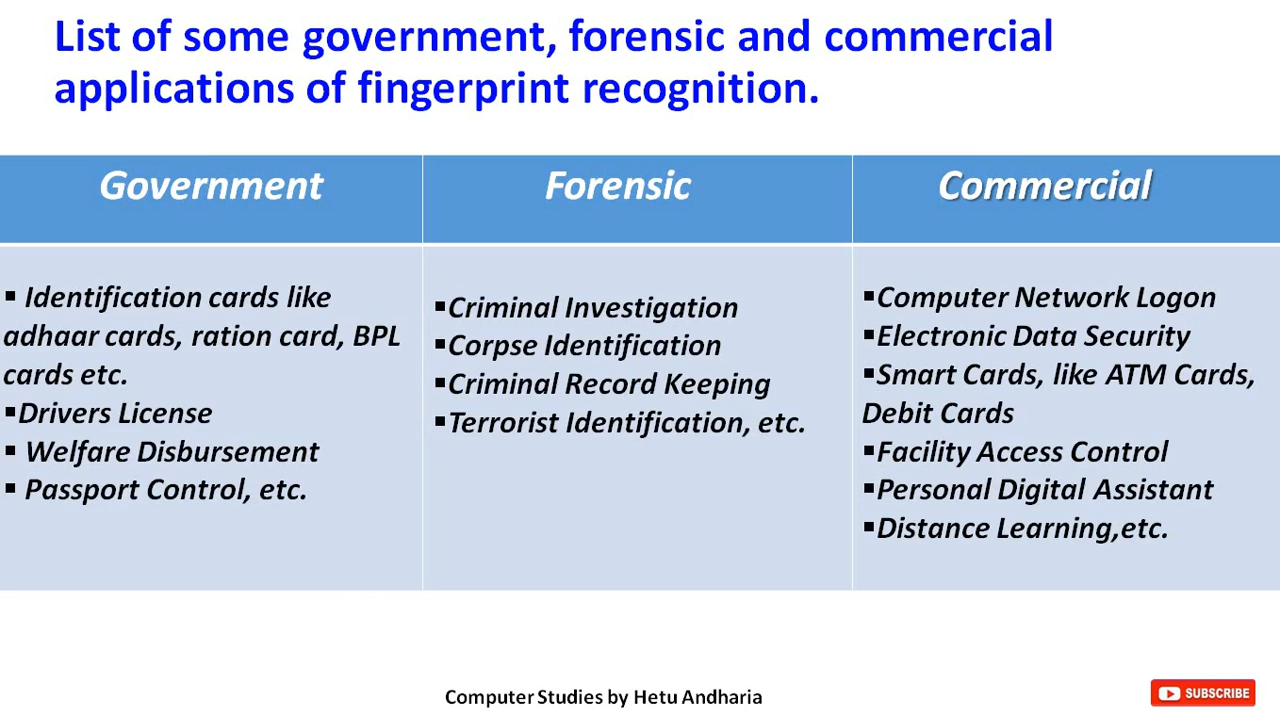 List of some government, forensic and commercial
applications of fingerprint recognition.
Government
Forensic
Commercial
▪ Identification cards like
adhaar cards, ration card, BPL
cards etc.
▪Drivers License
▪ Welfare Disbursement
▪ Passport Control, etc.
▪Criminal Investigation
▪Corpse Identification
▪Criminal Record Keeping
▪Terrorist Identification, etc.
▪Computer Network Logon
▪Electronic Data Security
▪Smart Cards, like ATM Cards,
Debit Cards
▪Facility Access Control
▪Personal Digital Assistant
▪Distance Learning,etc.
Computer Studies by Hetu Andharia
SUBSCRIBE